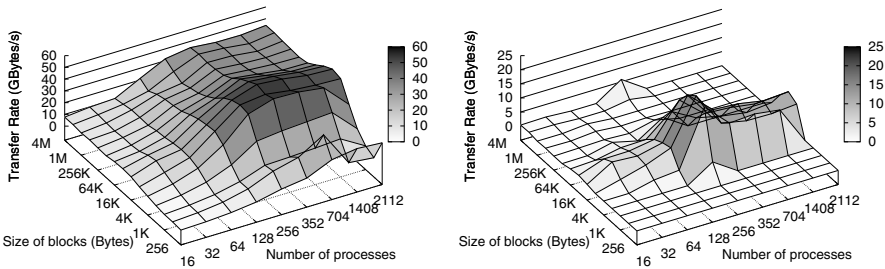 Transfer Rate (GBytes/s)
60
50
40
30
20
10
0
4M
1M
256K
64K
16K
4K
1K
256
Size of blocks (Bytes)
16
32
64
128
256
352
704
1408
2112
Number of processes
60
50
40
30
20
10
0
Transfer Rate (GBytes/s)
25
20
15
10
5
0
4M
1M
256K
64K
16K
4K
1K
256
Size of blocks (Bytes)
16
32
64
128
256
352
704
1408
2112
Number of processes
25
20
15
10
5
0